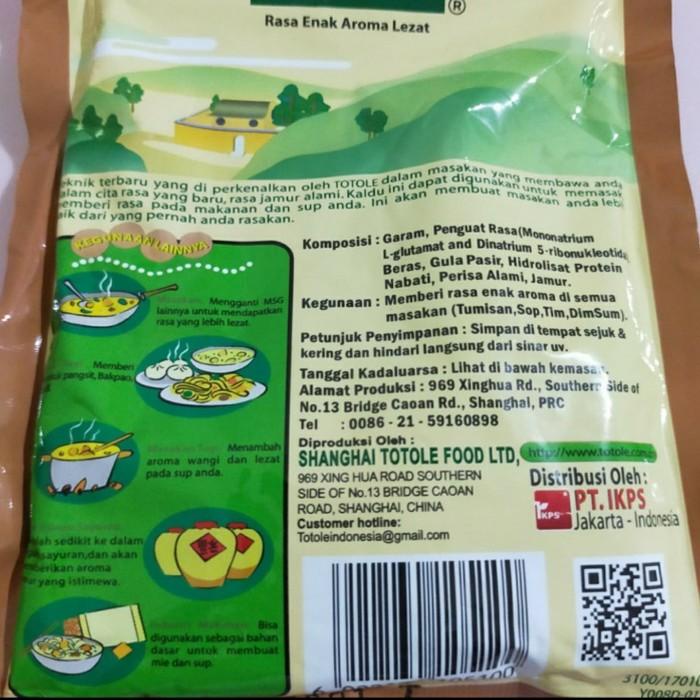 ®
Rasa Enak Aroma Lezat
terbaru yang di perkenalkan oleh TOTOLE dalam masakan yang membawa
cita rasa yang baru, rasa jamur alami. Kaldu ini dapat digunakan untuk memasak
rasa pada makanan dan sup anda. Ini akan membuat masakan anda
dari yang pernah anda rasakan.
KEGUNAAN LAINNYA
Mengganti MSG
lainnya untuk mendapatkan
rasa yang lebih lezat.
Memberi
pangsit, Bakpan,
Menambah
aroma wangi dan lezat
pada sup anda.
sedikit ke dalam
sayuran,dan akan
aroma
yang istimewa.
Bisa
digunakan sebagai bahan
dasar untuk membuat
mie dan sup.
Komposisi : Garam, Penguat Rasa(Mononatrium
L-glutamat and Dinatrium 5-ribonukleotida
Beras, Gula Pasir, Hidrolisat Protein
Nabati, Perisa Alami, Jamur.
Kegunaan : Memberi rasa enak aroma di semua
masakan (Tumisan,Sop,Tim,DimSum).
Petunjuk Penyimpanan : Simpan di tempat sejuk &
kering dan hindari langsung dari sinar uv.
Tanggal Kadaluarsa : Lihat di bawah
Alamat Produksi : 969 Xinghua Rd., Southern Side of
No.13 Bridge Caoan Rd., Shanghai, PRC
Tel : 0086 - 21 - 59160898
Diproduksi Oleh :
SHANGHAI TOTOLE FOOD LTD,
969 XING HUA ROAD SOUTHERN
SIDE OF No.13 BRIDGE CAOAN
ROAD, SHANGHAI, CHINA
Customer hotline:
Totoleindonesia@gmail.com
Distribusi Oleh :
IKPS
PT. IKPS
Jakarta - Indonesia